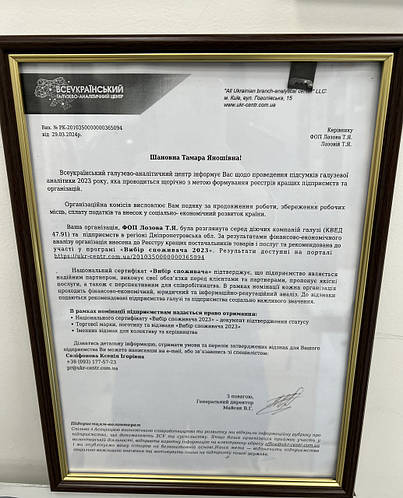 ВСЕУКРАЇНСЬКИЙ
ГАЛУЗЕВО-АНАЛІТИЧНИЙ ЦЕНТР
"All Ukrainian branch-analytical center" LLC:
м. Київ, вул. Гоголівська, 15
www.ukr-centr.com.ua
Вих. № РК-2010350000000365094
від 29.03.2024р.
Керівнику
ФОП Лозова Т.Я.
Лозовій Т.Я.
Шановна Тамара Яношівна!
Всеукраїнський галузево-аналітичний центр інформує Вас щодо проведення підсумків галузевої
аналітики 2023 року, яка проводиться щорічно з метою формування реєстрів кращих підприємств та
організацій.
Організаційна комісія висловлює Вам подяку за продовження роботи, збереження робочих
місць, сплату податків та внесок у соціально-економічний розвиток країни.
Ваша організація, ФОП Лозова Т.Я. була розглянута серед діючих компаній галузі (КВЕД
47.91) та підприємств в регіоні Дніпропетровська обл. За результатами фінансово-економічного
аналізу організація внесена до Реєстру кращих постачальників товарів і послуг та рекомендована до
участі у програмі «Вибір споживача 2023». Результати доступні на порталі
https://ukr-centr.com.ua/2010350000000365094
Національний сертифікат «Вибір споживача» підтверджує, що підприємство являється
надійним партнером, виконує свої обов'язки перед клієнтами та партнерами, пропонує якісні
послуги, а також є перспективним для співробітництва. В рамках номінації кожна організація
проходить фінансово-економічний, юридичний та інформаційно-репутаційний аналіз. До відзнаки
подаються рекомендовані підприємства галузі та підприємства соціально важливого значення.
В рамках номінації підприємствам надається право отримання:
• Національного сертифікату «Вибір споживача 2023» – документ підтвердження статусу
• Торгової марки, логотипу та відзнаки «Вибір споживача 2023»
• Іменних відзнак для колективу та керівництва
Дізнатися детальну інформацію, отримати умови та перелік затверджених відзнак для Вашого
підприємства Ви можете написавши на e-mail, або зв'язавшись зі спеціалістом:
Селіфонова Ксенія Ігорівна
+38 (093) 177-57-23
pr@ukr-centr.com.ua
З повагою,
Генеральний директор
Майсак В.Г.
Підприємствам-волонтерам